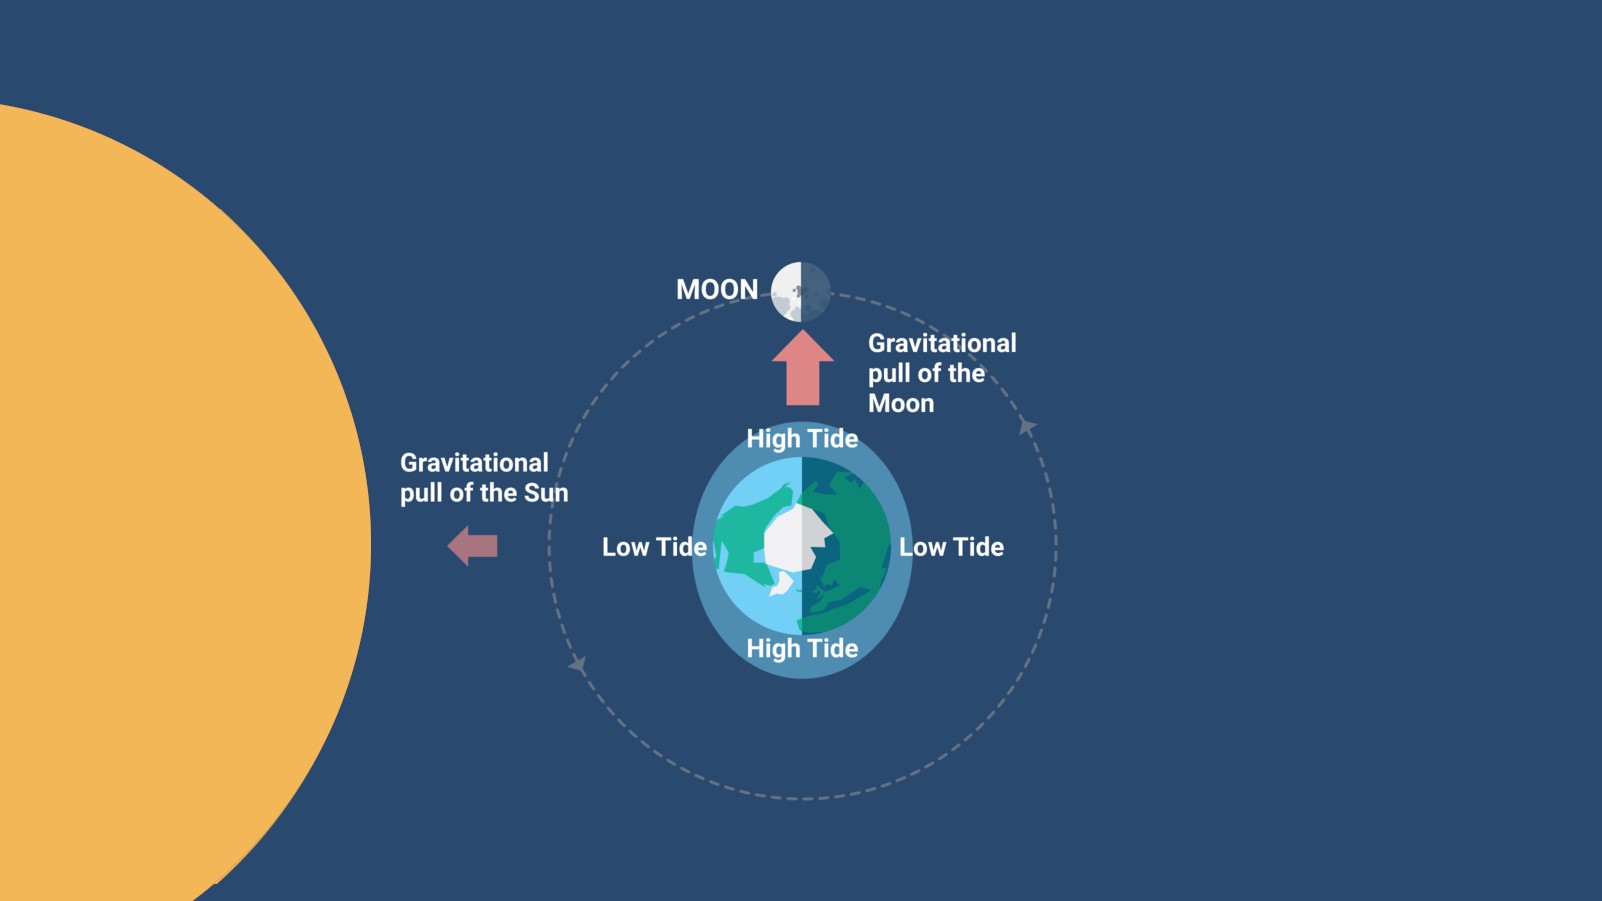 MOON
Gravitational
pull of the
Moon
High Tide
Gravitational
pull of the Sun
Low Tide
Low Tide
High Tide